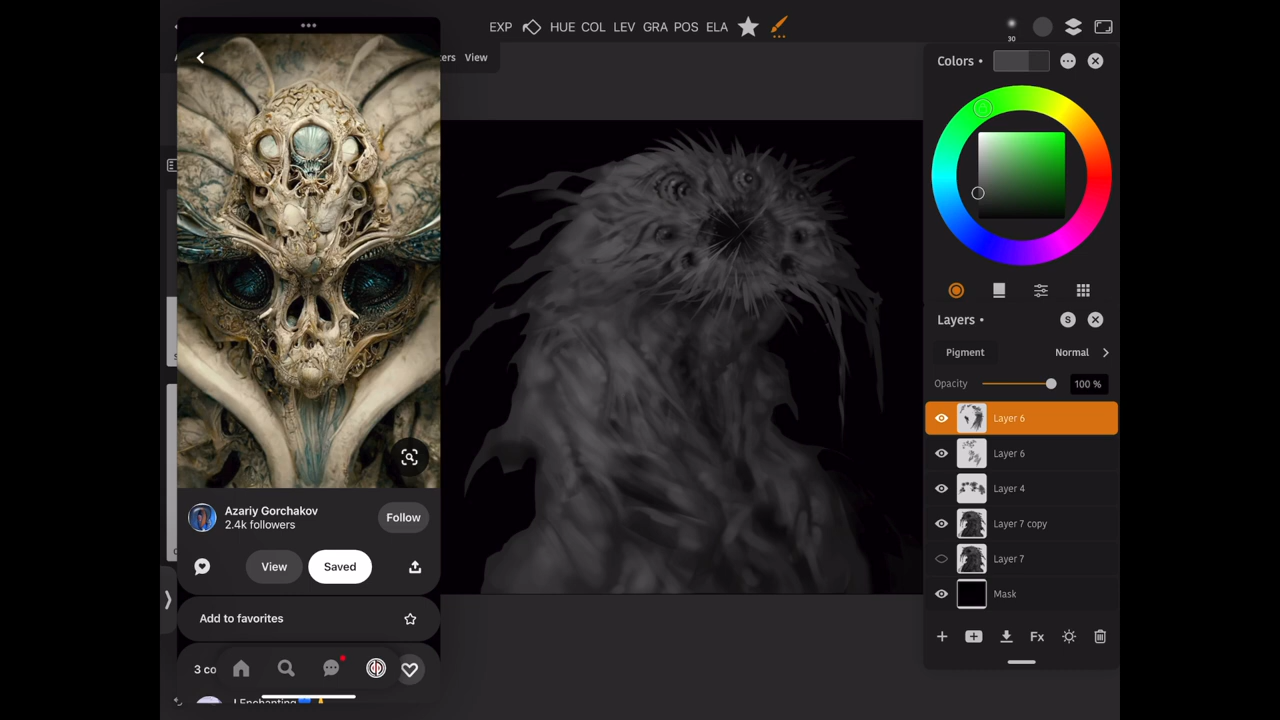 EXP HUE COL LEV GRA POS ELA
30
ters View
Colors •
Layers •
S
Pigment Normal
Opacity 100 %
Layer 6
Layer 6
Layer 4
Layer 7 copy
Layer 7
Mask
Fx
Azariy Gorchakov
2.4k followers
Follow
View Saved
Add to favorites
3 co